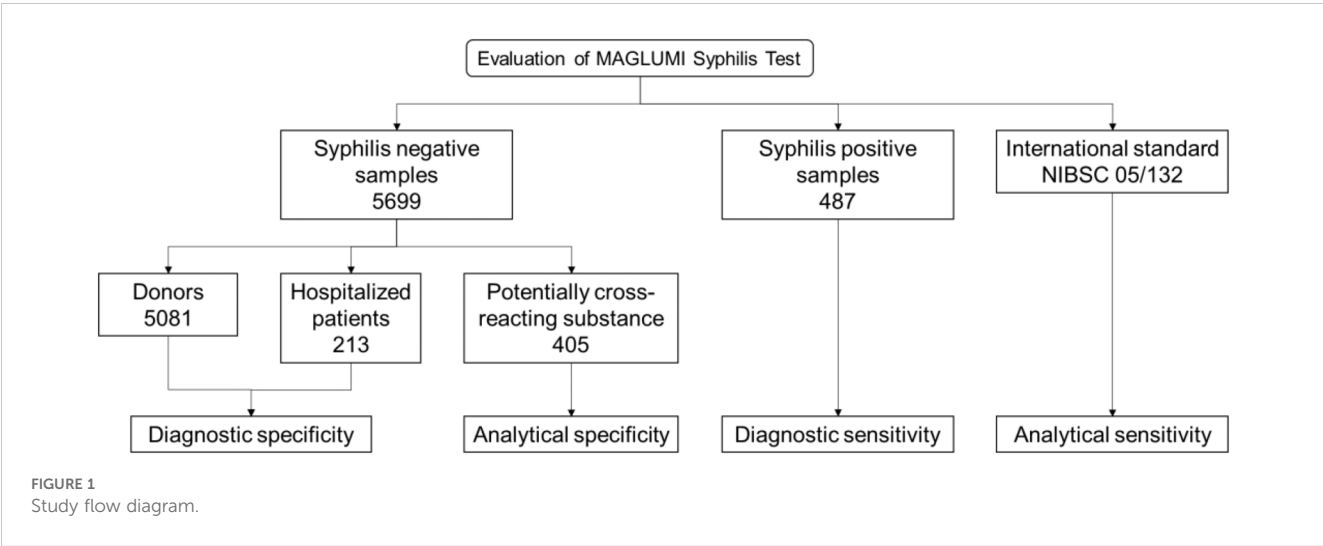 Evaluation of MAGLUMI Syphilis Test
Syphilis negative
samples
5699
Syphilis positive
samples
487
International standard
NIBSC 05/132
Donors
5081
Hospitalized
patients
213
Potentially cross-
reacting substance
405
Diagnostic specificity
Analytical specificity
Diagnostic sensitivity
Analytical sensitivity
FIGURE 1
Study flow diagram.